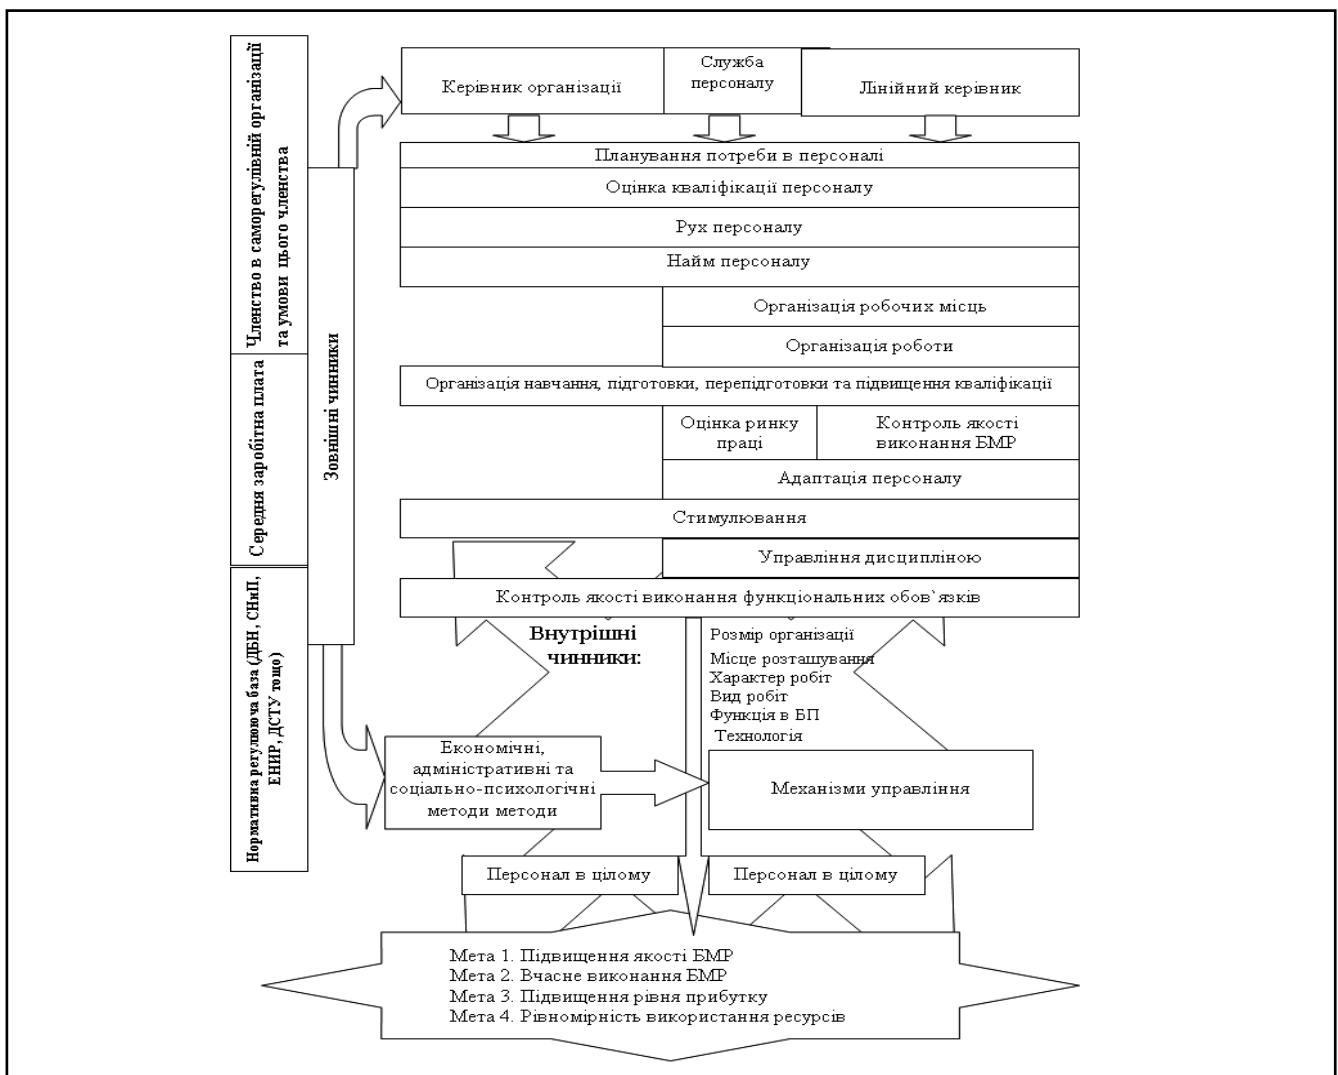 Членство в саморегулівній організації
та умови цього членства
Середня заробітна плата
Нормативна регулююча база (ДБН, СНиП,
ЕНИР, ДСТУ тощо)
Зовнішні чинники
Керівник організації
Служба
персоналу
Лінійний керівник
Планування потреби в персоналі
Оцінка кваліфікації персоналу
Рух персоналу
Найм персоналу
Організація робочих місць
Організація роботи
Організація навчання, підготовки, перепідготовки та підвищення кваліфікації
Оцінка ринку
праці
Контроль якості
виконання БМР
Адаптація персоналу
Стимулювання
Управління дисципліною
Контроль якості виконання функціональних обов`язків
Внутрішні
чинники:
Розмір організації
Місце розташування
Характер робіт
Вид робіт
Функція в БП
Технологія
Економічні,
адміністративні та
соціально-психологічні
методи методи
Механізми управління
Персонал в цілому
Персонал в цілому
Мета 1. Підвищення якості БМР
Мета 2. Вчасне виконання БМР
Мета 3. Підвищення рівня прибутку
Мета 4. Рівномірність використання ресурсів